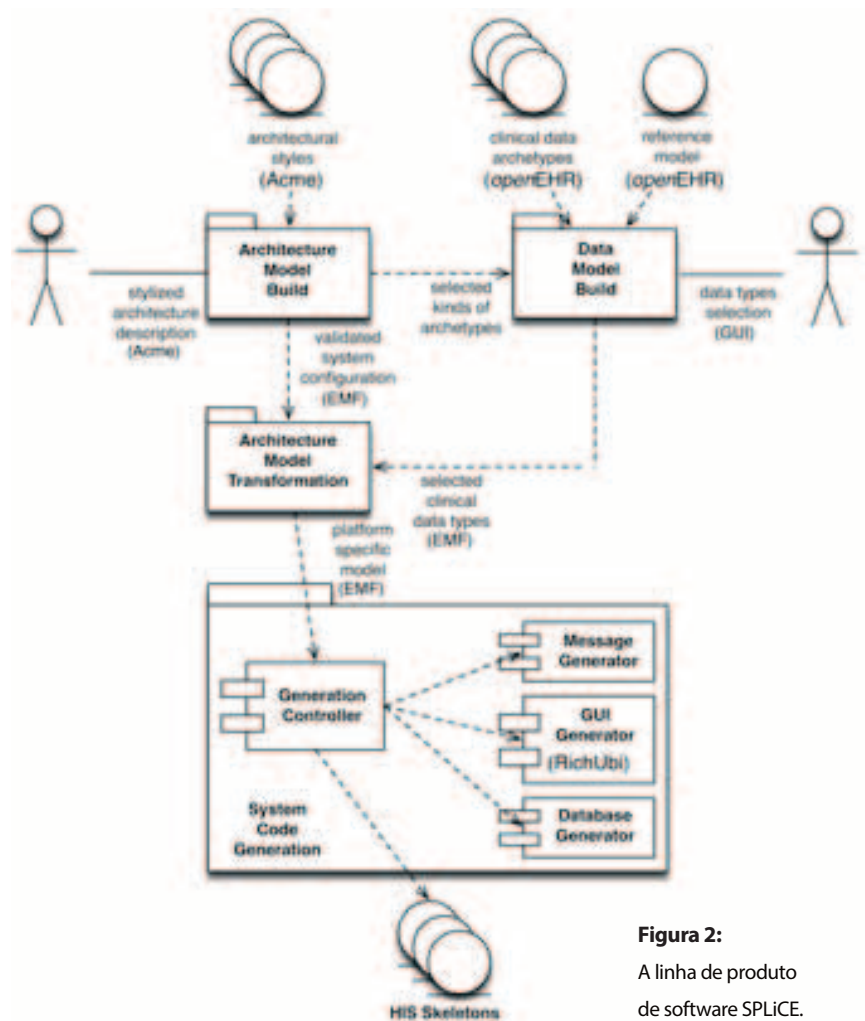 architectural
styles
(Acme)
clinical data
archetypes
(openEHR)
reference
model
(openEHR)
Architecture
Model
Build
Data
Model
Build
stylized
architecture
description
(Acme)
selected
kinds of
archetypes
data types
selection
(GUI)
validated
system
configuration
(EMF)
Architecture
Model
Transformation
selected
clinical
data types
(EMF)
platform
specific
model
(EMF)
Message
Generator
Generation
Controller
GUI
Generator
(RichUbi)
System
Code
Generation
Database
Generator
HIS Skeletons
Figura 2:
A linha de produto
de software SPLiCE.